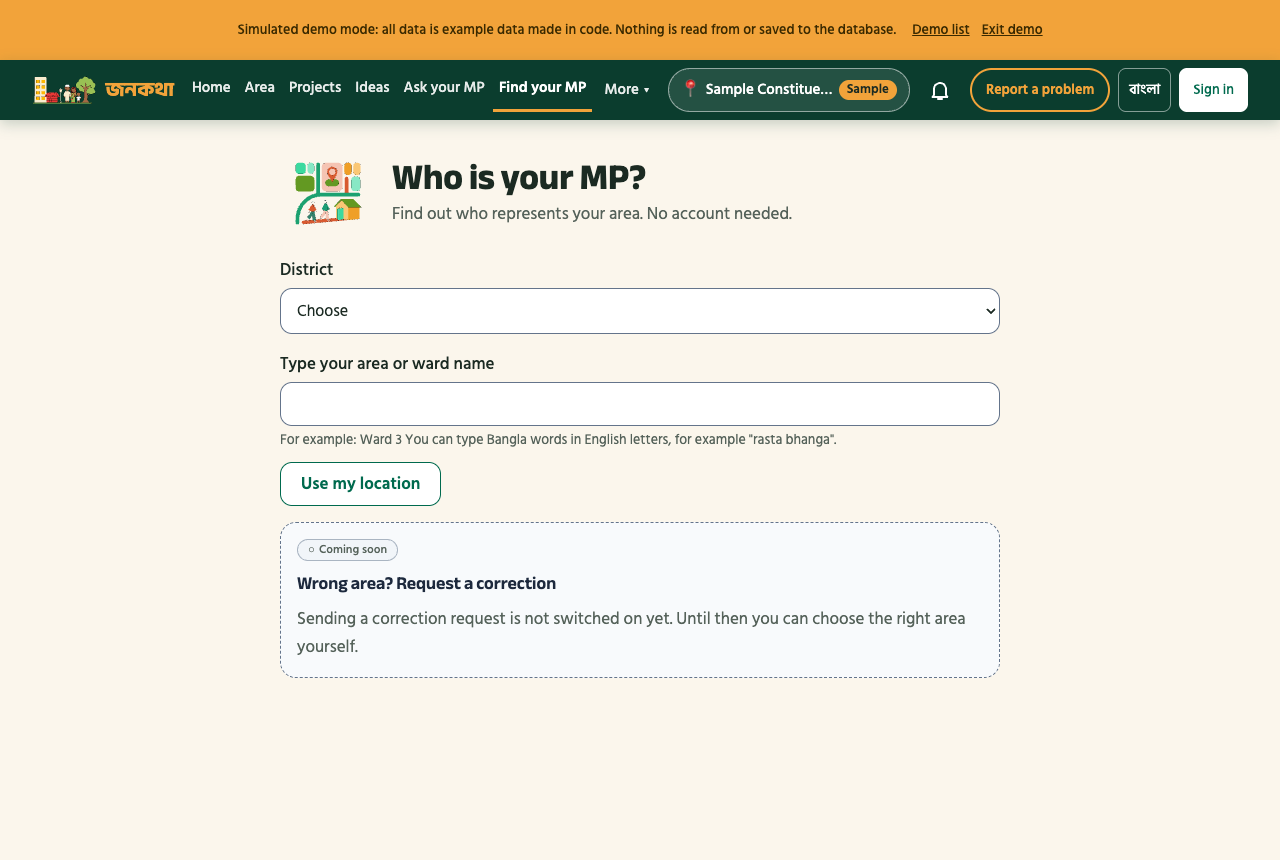 Simulated demo mode: all data is example data made in code. Nothing is read from or saved to the database. Demo list Exit demo
জনকথা Home Area Projects Ideas Ask your MP Find your MP More ▾ Sample Constitue... Sample Report a problem বাংলা Sign in
Who is your MP?
Find out who represents your area. No account needed.
District
Choose
Type your area or ward name
For example: Ward 3 You can type Bangla words in English letters, for example "rasta bhanga".
Use my location
Coming soon
Wrong area? Request a correction
Sending a correction request is not switched on yet. Until then you can choose the right area
yourself.